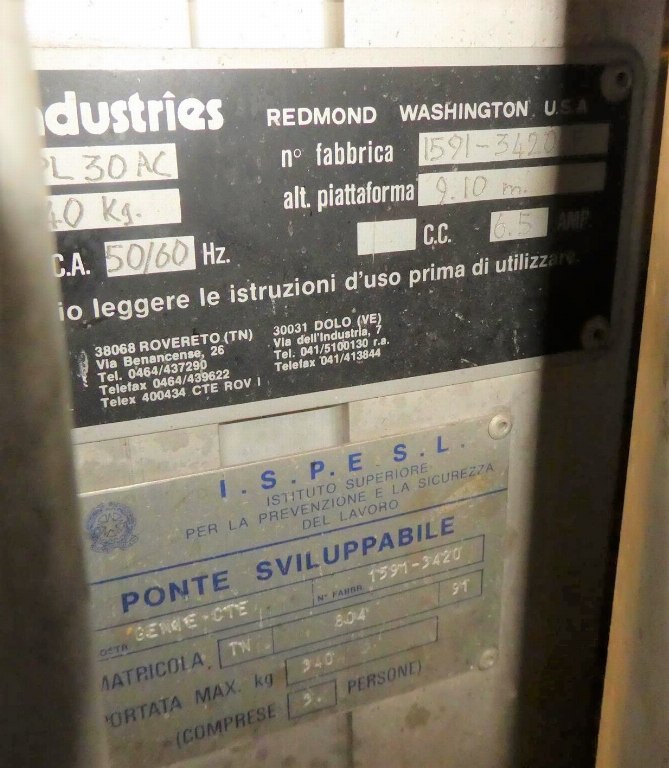 ndustries REDMOND WASHINGTON U.S.A
PL 30 AC n° fabbrica 1591-3420
40 Kg. alt. piattaforma 9.10 m.
C.A. 50/60 Hz. C.C. 6.5 AMP.
io leggere le istruzioni d'uso prima di utilizzare.
38068 ROVERETO (TN)
Via Benancense, 26
Tel. 0464/437290
Telefax 0464/439622
Telex 400434 CTE ROV I
30031 DOLO (VE)
Via dell'Industria, 7
Tel. 041/5100130 r.a.
Telefax 041/413844
I.S.P.E.S.L.
ISTITUTO SUPERIORE
PER LA PREVENZIONE E LA SICUREZZA
DEL LAVORO
PONTE SVILUPPABILE
GENIE-CTE N° FABBR 1591-3420
MATRICOLA. TN 804 91
PORTATA MAX. kg 340
(COMPRESE 3. PERSONE)